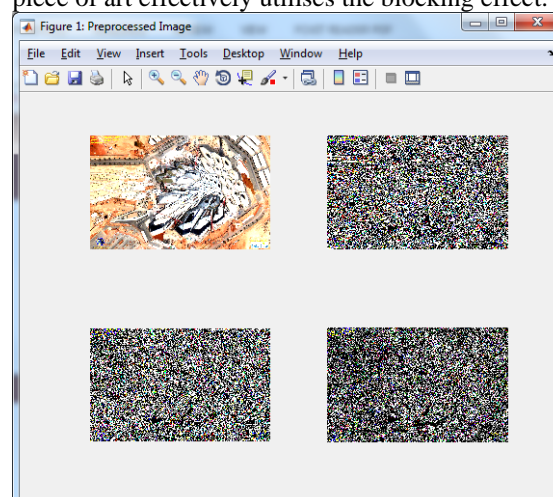 piece of art effectively utilises the blocking effect.
Figure 1: Preprocessed Image
File Edit View Insert Tools Desktop Window Help